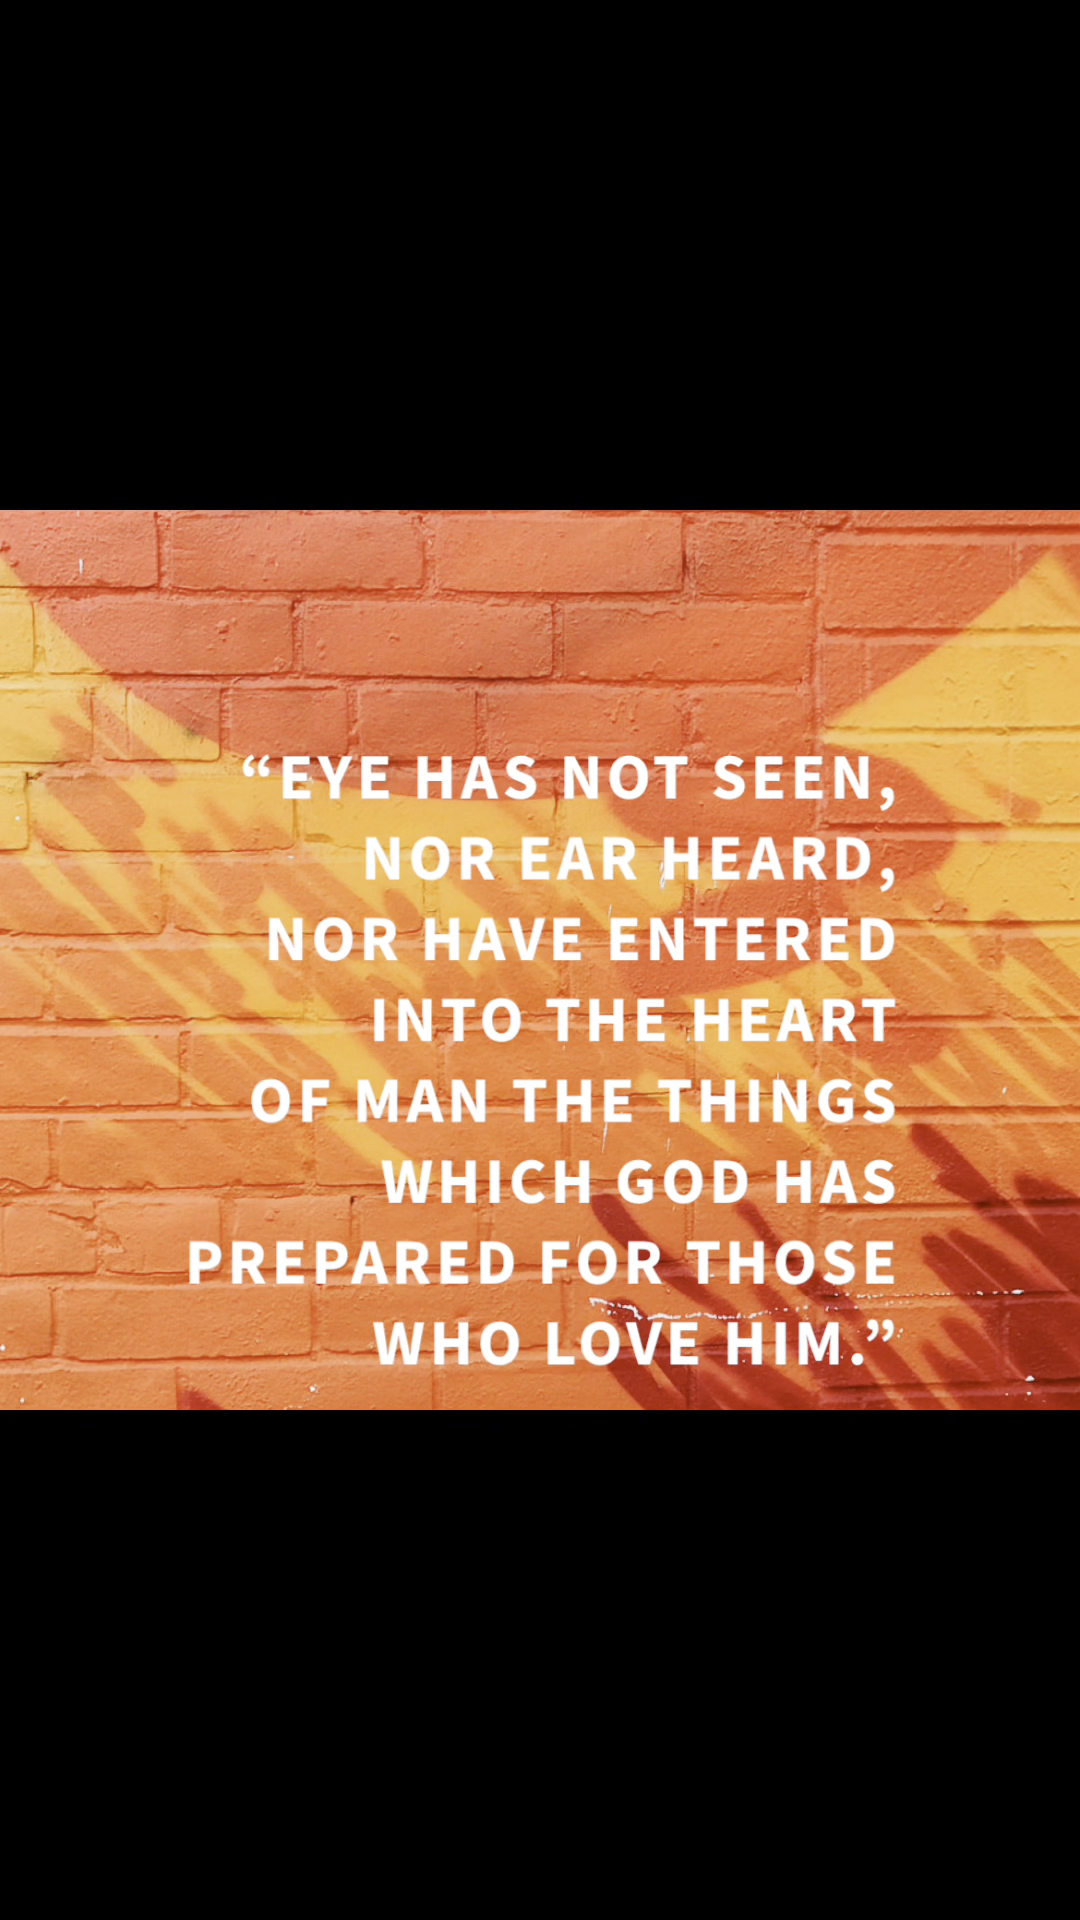 “EYE HAS NOT SEEN,
NOR EAR HEARD,
NOR HAVE ENTERED
INTO THE HEART
OF MAN THE THINGS
WHICH GOD HAS
PREPARED FOR THOSE
WHO LOVE HIM.”